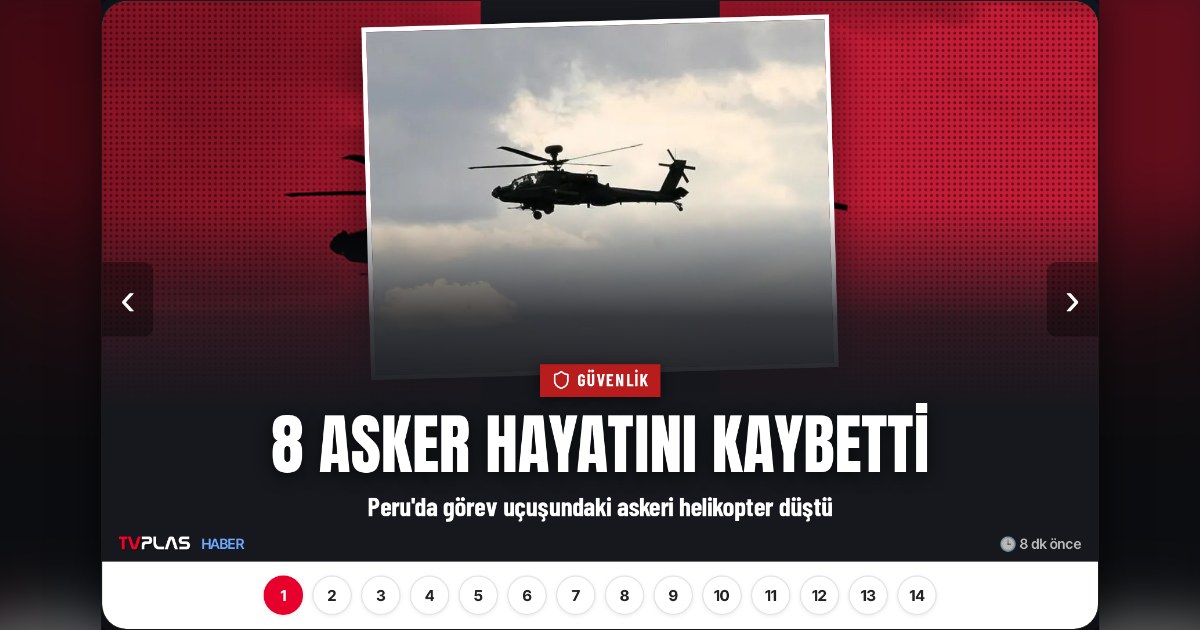 GÜVENLİK
8 ASKER HAYATINI KAYBETTİ
Peru'da görev uçuşundaki askeri helikopter düştü
TVPLAS HABER
8 dk önce
1 2 3 4 5 6 7 8 9 10 11 12 13 14